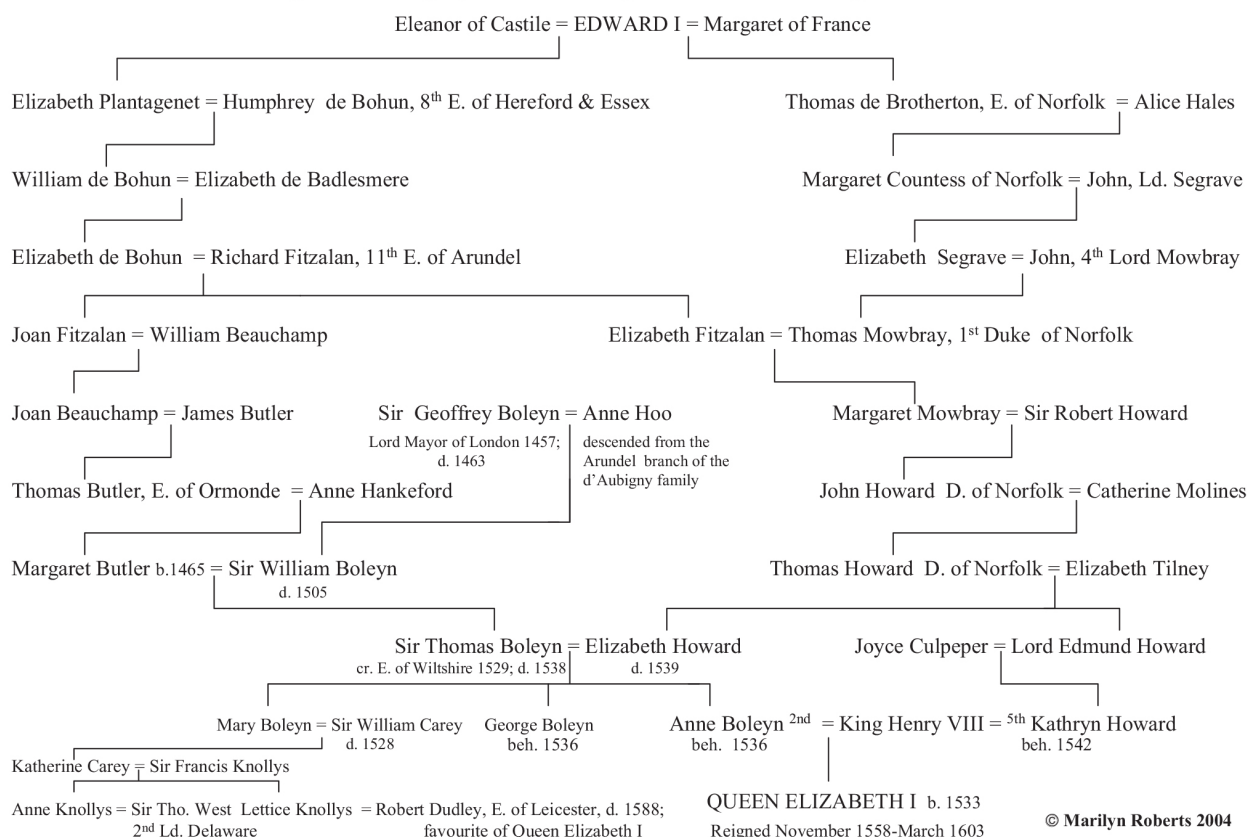 Eleanor of Castile = EDWARD I = Margaret of France
Elizabeth Plantagenet = Humphrey de Bohun, 8th E. of Hereford & Essex
Thomas de Brotherton, E. of Norfolk = Alice Hales
William de Bohun = Elizabeth de Badlesmere
Margaret Countess of Norfolk = John, Ld. Segrave
Elizabeth de Bohun = Richard Fitzalan, 11th E. of Arundel
Elizabeth Segrave = John, 4th Lord Mowbray
Joan Fitzalan = William Beauchamp
Elizabeth Fitzalan = Thomas Mowbray, 1st Duke of Norfolk
Joan Beauchamp = James Butler
Sir Geoffrey Boleyn = Anne Hoo
Lord Mayor of London 1457;
d. 1463
descended from the
Arundel branch of the
d'Aubigny family
Margaret Mowbray = Sir Robert Howard
Thomas Butler, E. of Ormonde = Anne Hankeford
John Howard D. of Norfolk = Catherine Molines
Margaret Butler b.1465 = Sir William Boleyn
d. 1505
Thomas Howard D. of Norfolk = Elizabeth Tilney
Sir Thomas Boleyn = Elizabeth Howard
cr. E. of Wiltshire 1529; d. 1538
d. 1539
Joyce Culpeper = Lord Edmund Howard
Mary Boleyn = Sir William Carey
d. 1528
George Boleyn
beh. 1536
Anne Boleyn 2nd = King Henry VIII = 5th Kathryn Howard
beh. 1536
beh. 1542
Katherine Carey = Sir Francis Knollys
Anne Knollys = Sir Tho. West
2nd Ld. Delaware
Lettice Knollys = Robert Dudley, E. of Leicester, d. 1588;
favourite of Queen Elizabeth I
QUEEN ELIZABETH I b. 1533
Reigned November 1558-March 1603
© Marilyn Roberts 2004